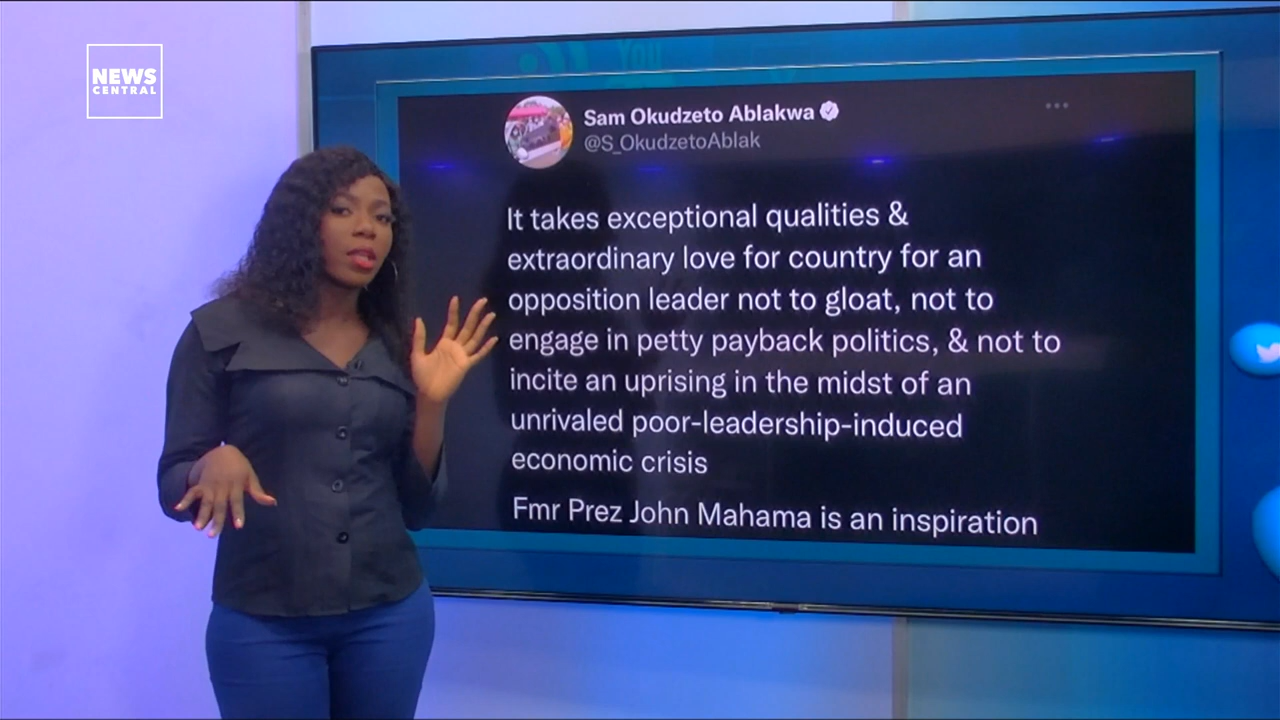 NEWS
CENTRAL
YOU
Sam Okudzeto Ablakwa
@S_OkudzetoAblak
It takes exceptional qualities &
extraordinary love for country for an
opposition leader not to gloat, not to
engage in petty payback politics, & not to
incite an uprising in the midst of an
unrivaled poor-leadership-induced
economic crisis
Fmr Prez John Mahama is an inspiration